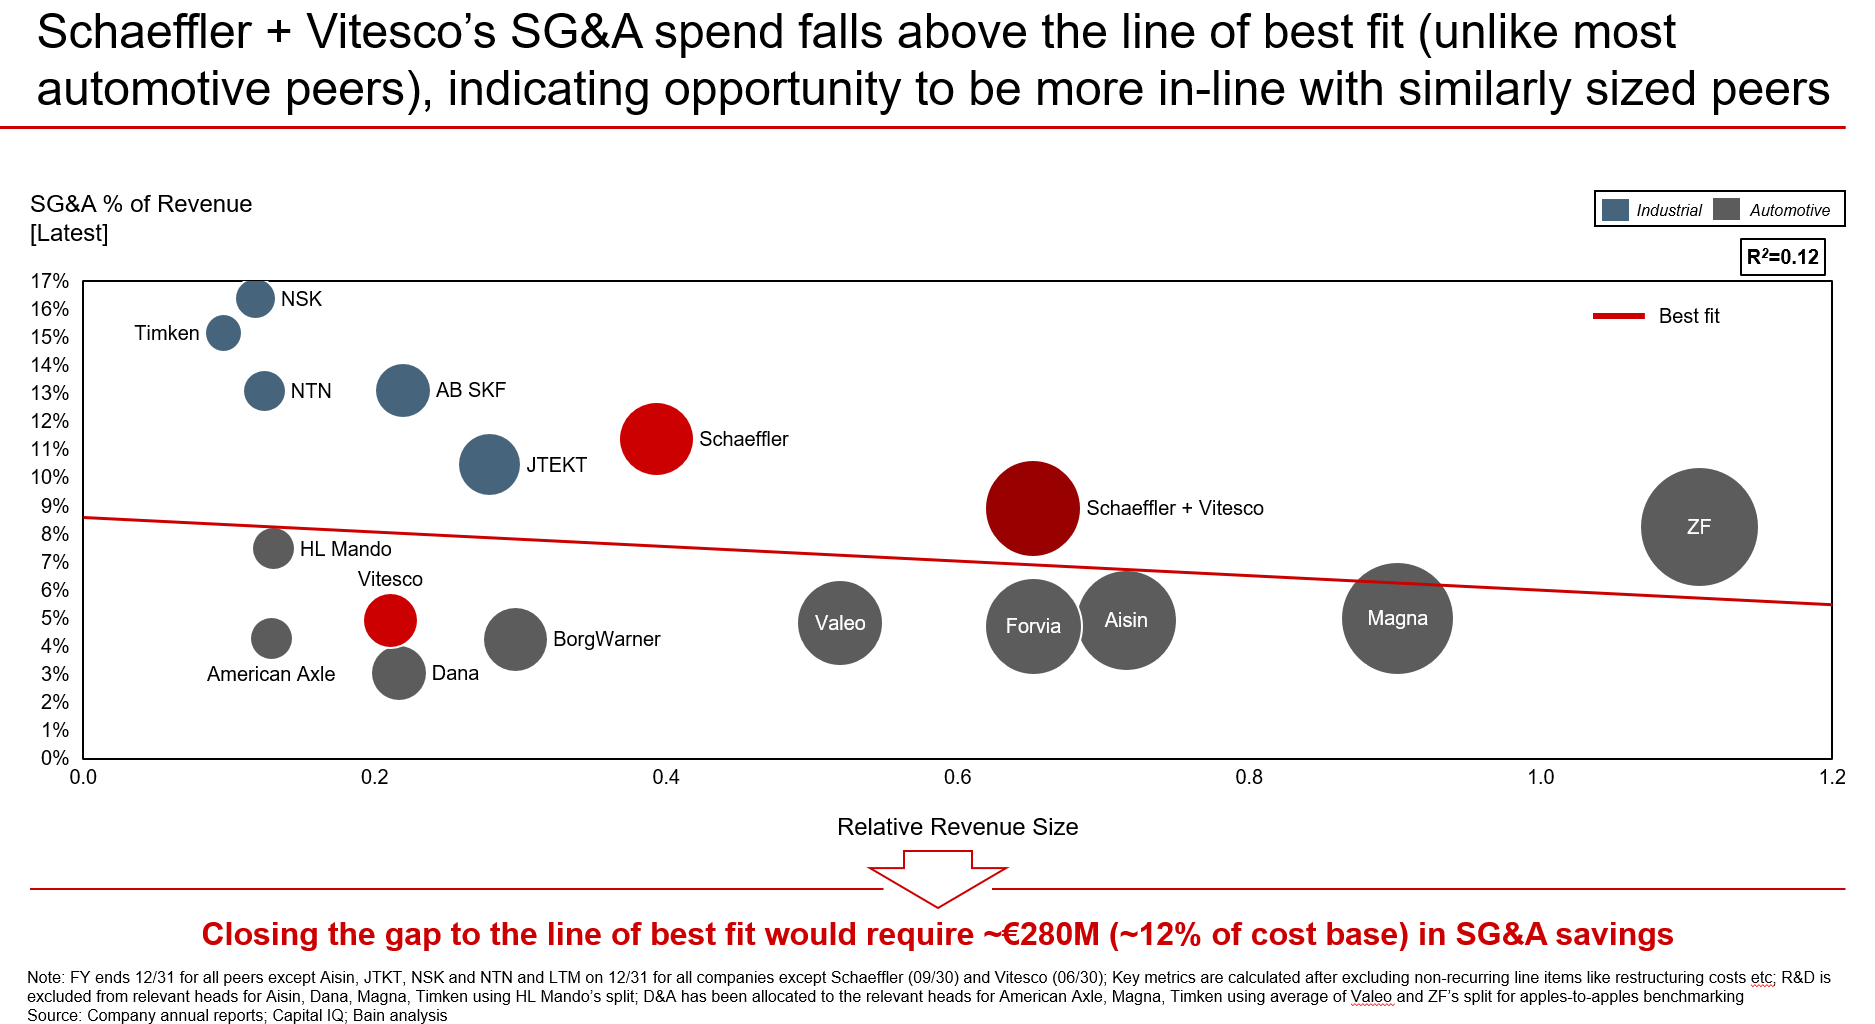 Schaeffler + Vitesco’s SG&A spend falls above the line of best fit (unlike most
automotive peers), indicating opportunity to be more in-line with similarly sized peers
SG&A % of Revenue
[Latest]
Industrial Automotive
R²=0.12
17%
16%
15%
14%
13%
12%
11%
10%
9%
8%
7%
6%
5%
4%
3%
2%
1%
0%
Best fit
NSK
Timken
NTN
AB SKF
Schaeffler
JTEKT
Schaeffler + Vitesco
ZF
HL Mando
Vitesco
Valeo
Forvia
Aisin
Magna
BorgWarner
American Axle
Dana
0.0 0.2 0.4 0.6 0.8 1.0 1.2
Relative Revenue Size
Closing the gap to the line of best fit would require ~€280M (~12% of cost base) in SG&A savings
Note: FY ends 12/31 for all peers except Aisin, JTKT, NSK and NTN and LTM on 12/31 for all companies except Schaeffler (09/30) and Vitesco (06/30); Key metrics are calculated after excluding non-recurring line items like restructuring costs etc; R&D is
excluded from relevant heads for Aisin, Dana, Magna, Timken using HL Mando’s split; D&A has been allocated to the relevant heads for American Axle, Magna, Timken using average of Valeo and ZF’s split for apples-to-apples benchmarking
Source: Company annual reports; Capital IQ; Bain analysis